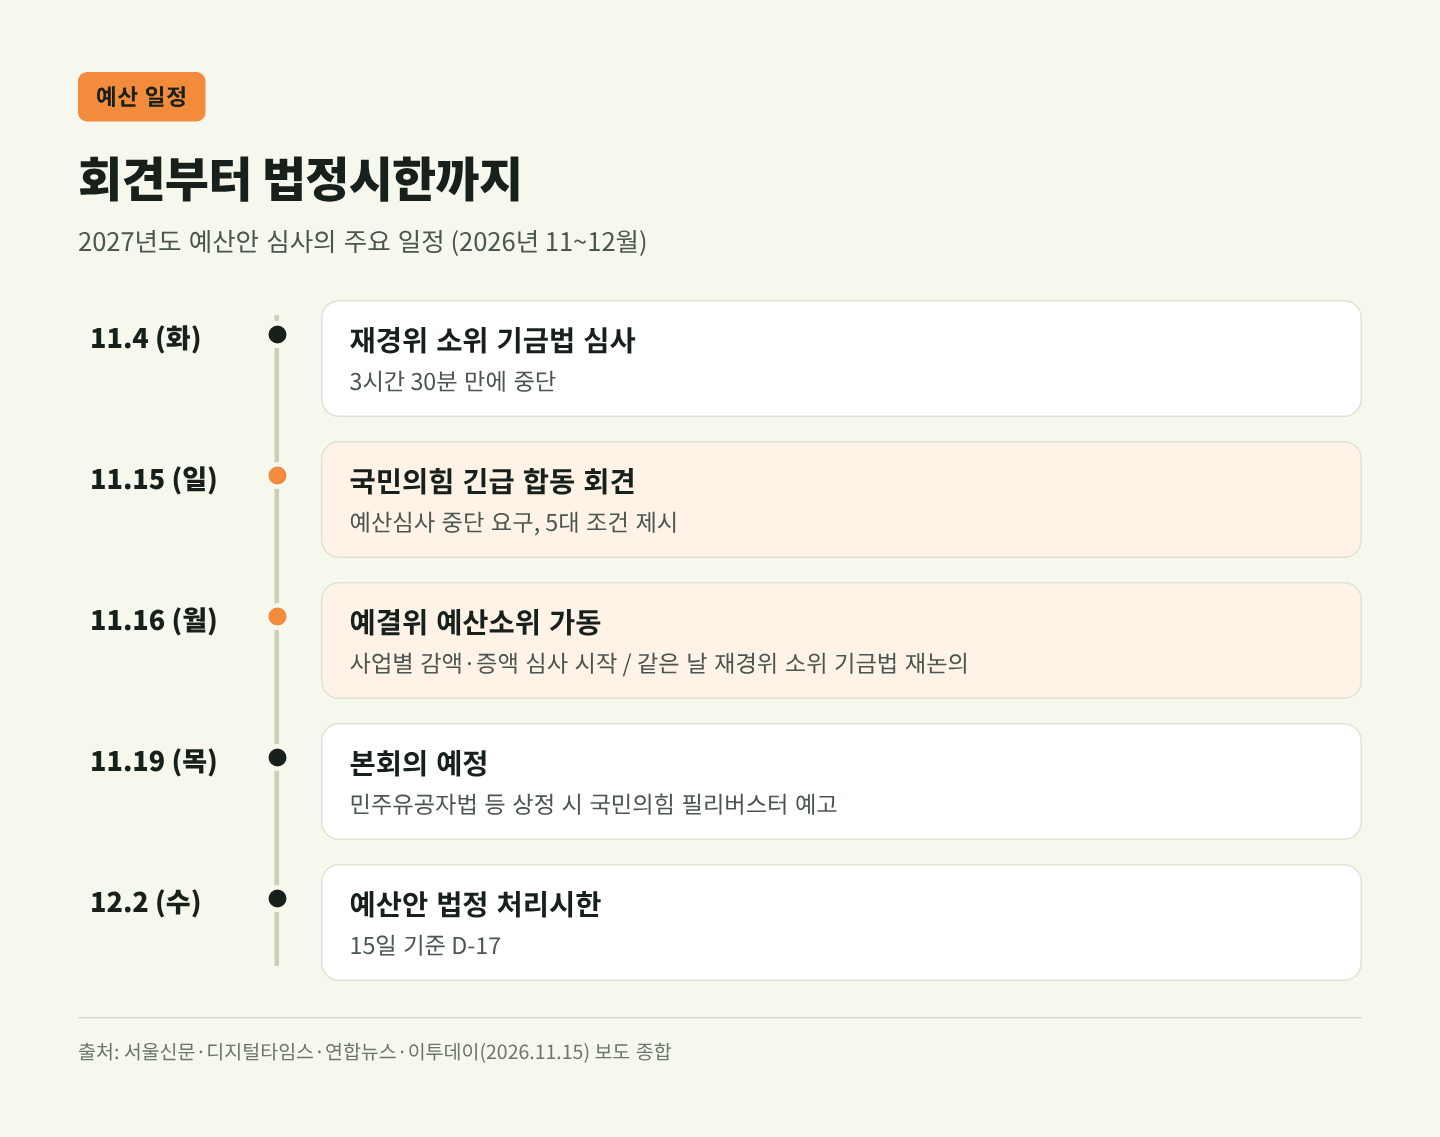 예산 일정
회견부터 법정시한까지
2027년도 예산안 심사의 주요 일정 (2026년 11~12월)
11.4 (화)
재경위 소위 기금법 심사
3시간 30분 만에 중단
11.15 (일)
국민의힘 긴급 합동 회견
예산심사 중단 요구, 5대 조건 제시
11.16 (월)
예결위 예산소위 가동
사업별 감액·증액 심사 시작 / 같은 날 재경위 소위 기금법 재논의
11.19 (목)
본회의 예정
민주유공자법 등 상정 시 국민의힘 필리버스터 예고
12.2 (수)
예산안 법정 처리시한
15일 기준 D-17
출처: 서울신문·디지털타임스·연합뉴스·이투데이(2026.11.15) 보도 종합